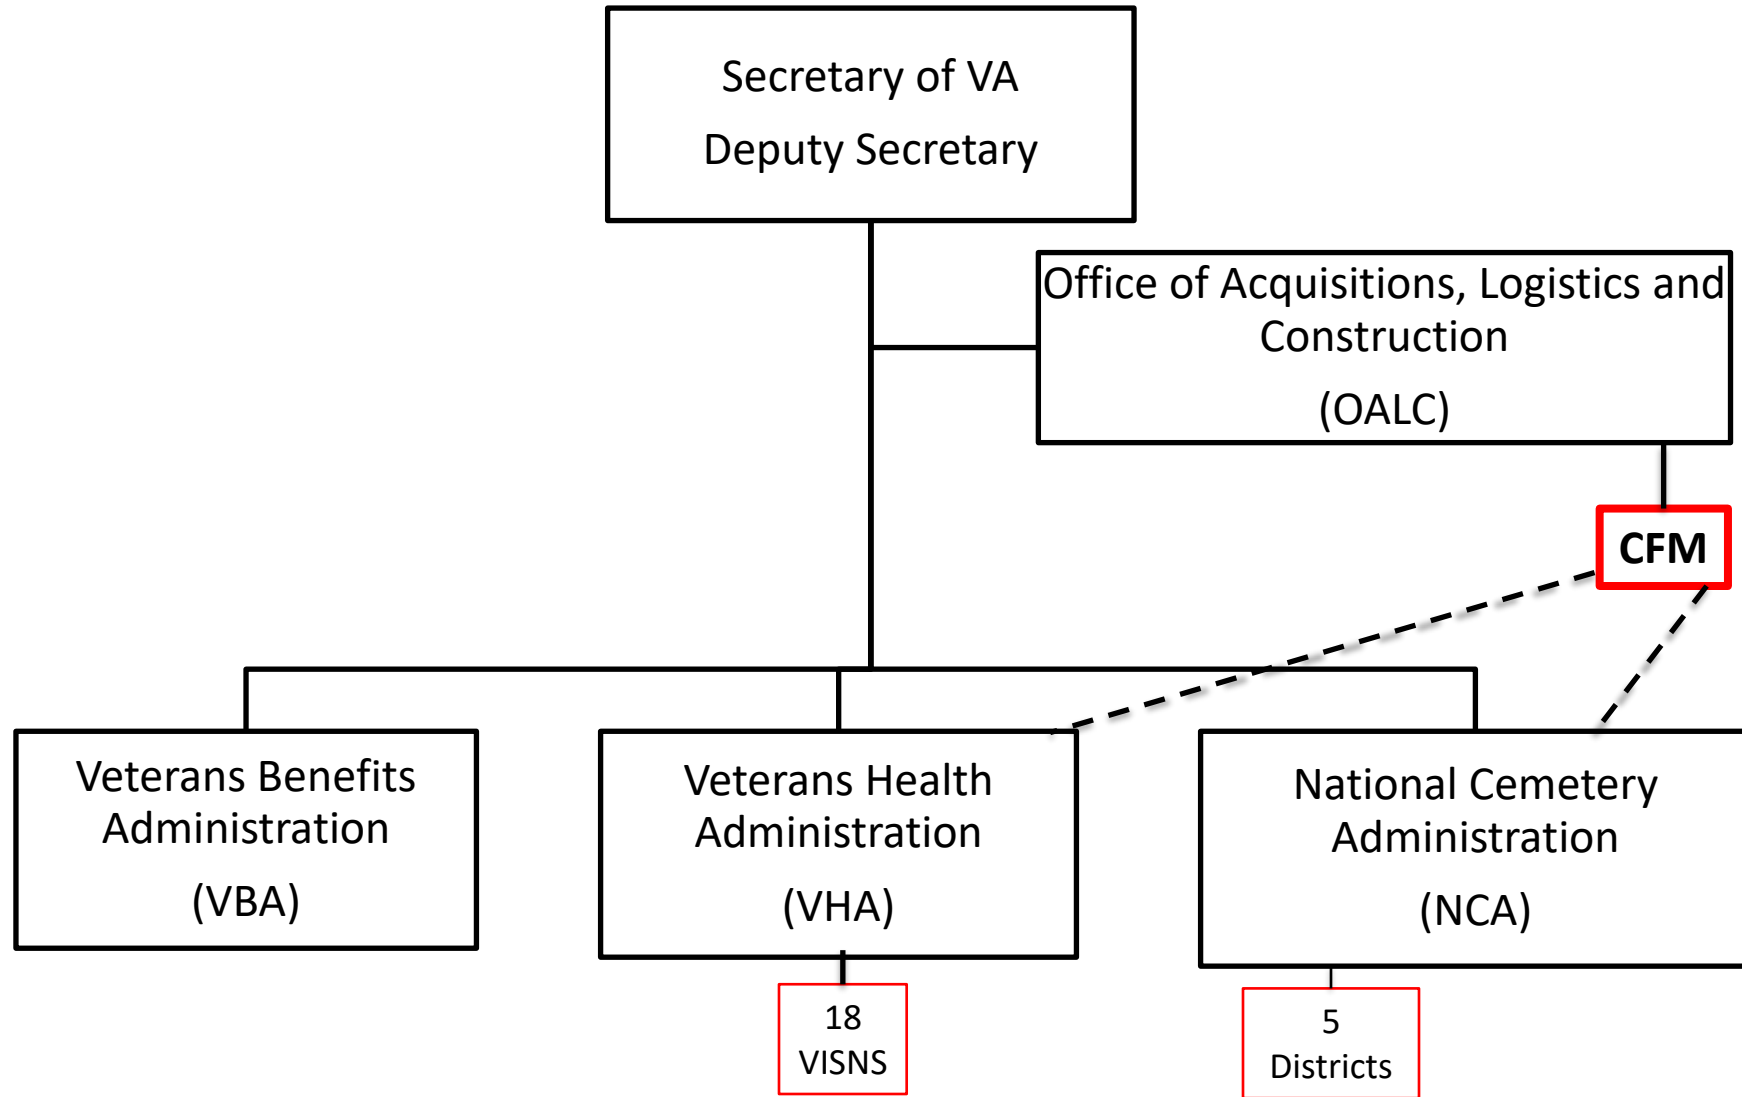 Secretary of VA
Deputy Secretary
Office of Acquisitions, Logistics and
Construction
(OALC)
CFM
Veterans Benefits
Administration
(VBA)
Veterans Health
Administration
(VHA)
National Cemetery
Administration
(NCA)
18
VISNS
5
Districts